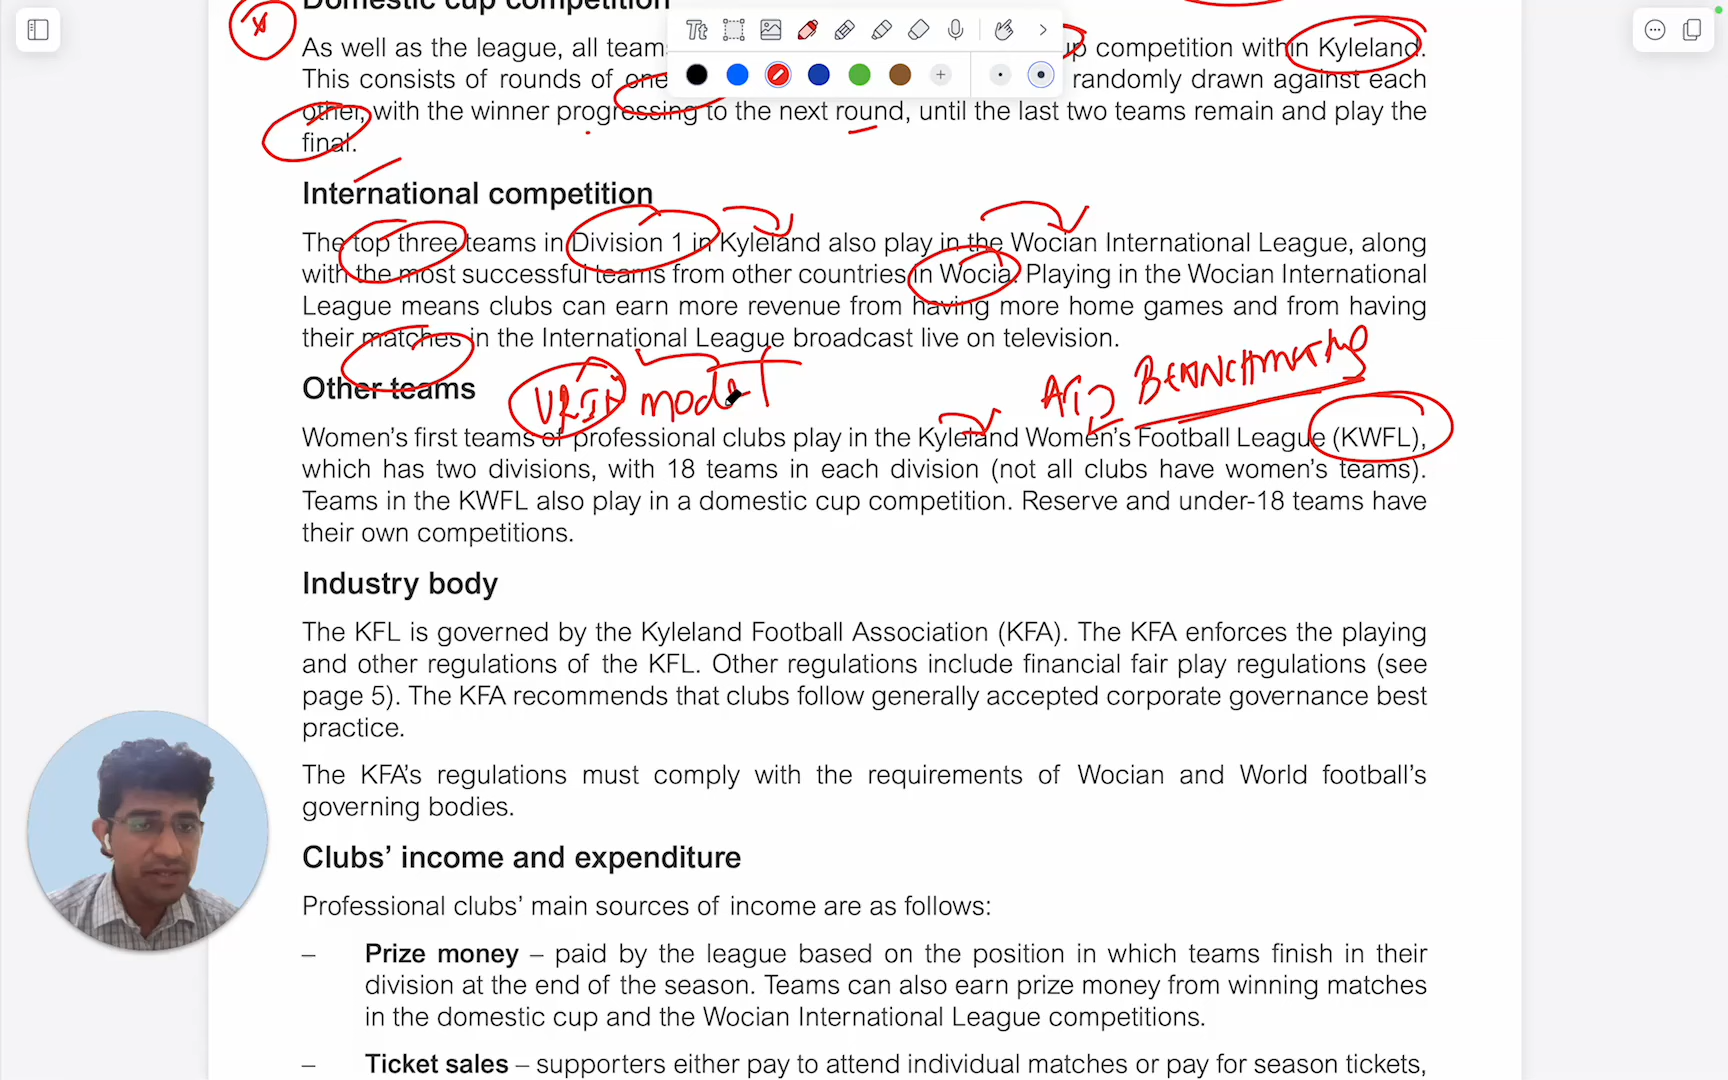 Domestic cup competition
As well as the league, all team up competition within Kyleland.
This consists of rounds of one randomly drawn against each
other, with the winner progressing to the next round, until the last two teams remain and play the
final.
International competition
The top three teams in Division 1 in Kyleland also play in the Wocian International League, along
with the most successful teams from other countries in Wocia. Playing in the Wocian International
League means clubs can earn more revenue from having more home games and from having
their matches in the International League broadcast live on television.
Other teams
VRIN model
Women's first teams of professional clubs play in the Kyleland Women's Football League (KWFL),
which has two divisions, with 18 teams in each division (not all clubs have women's teams).
Teams in the KWFL also play in a domestic cup competition. Reserve and under-18 teams have
their own competitions.
Industry body
The KFL is governed by the Kyleland Football Association (KFA). The KFA enforces the playing
and other regulations of the KFL. Other regulations include financial fair play regulations (see
page 5). The KFA recommends that clubs follow generally accepted corporate governance best
practice.
The KFA's regulations must comply with the requirements of Wocian and World football's
governing bodies.
Clubs' income and expenditure
Professional clubs' main sources of income are as follows:
– Prize money – paid by the league based on the position in which teams finish in their
division at the end of the season. Teams can also earn prize money from winning matches
in the domestic cup and the Wocian International League competitions.
– Ticket sales – supporters either pay to attend individual matches or pay for season tickets,